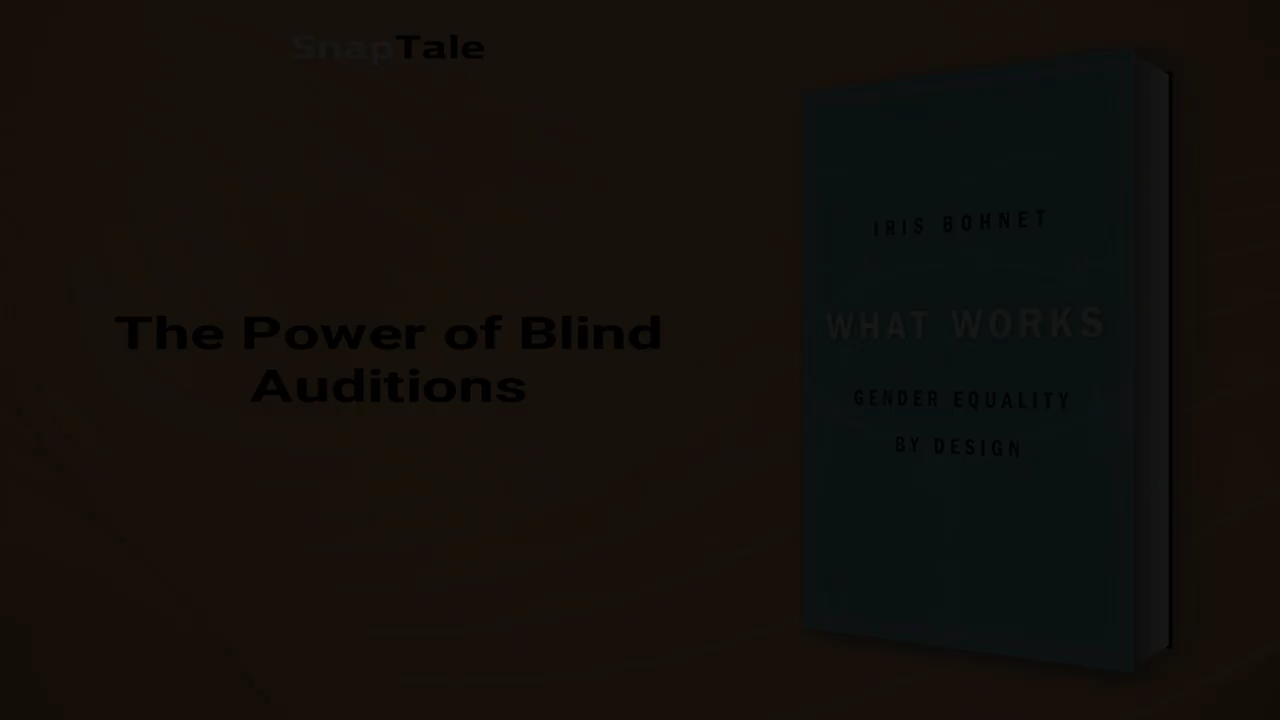 SnapTale
The Power of Blind
Auditions
IRIS BOHNET
WHAT WORKS
GENDER EQUALITY
BY DESIGN